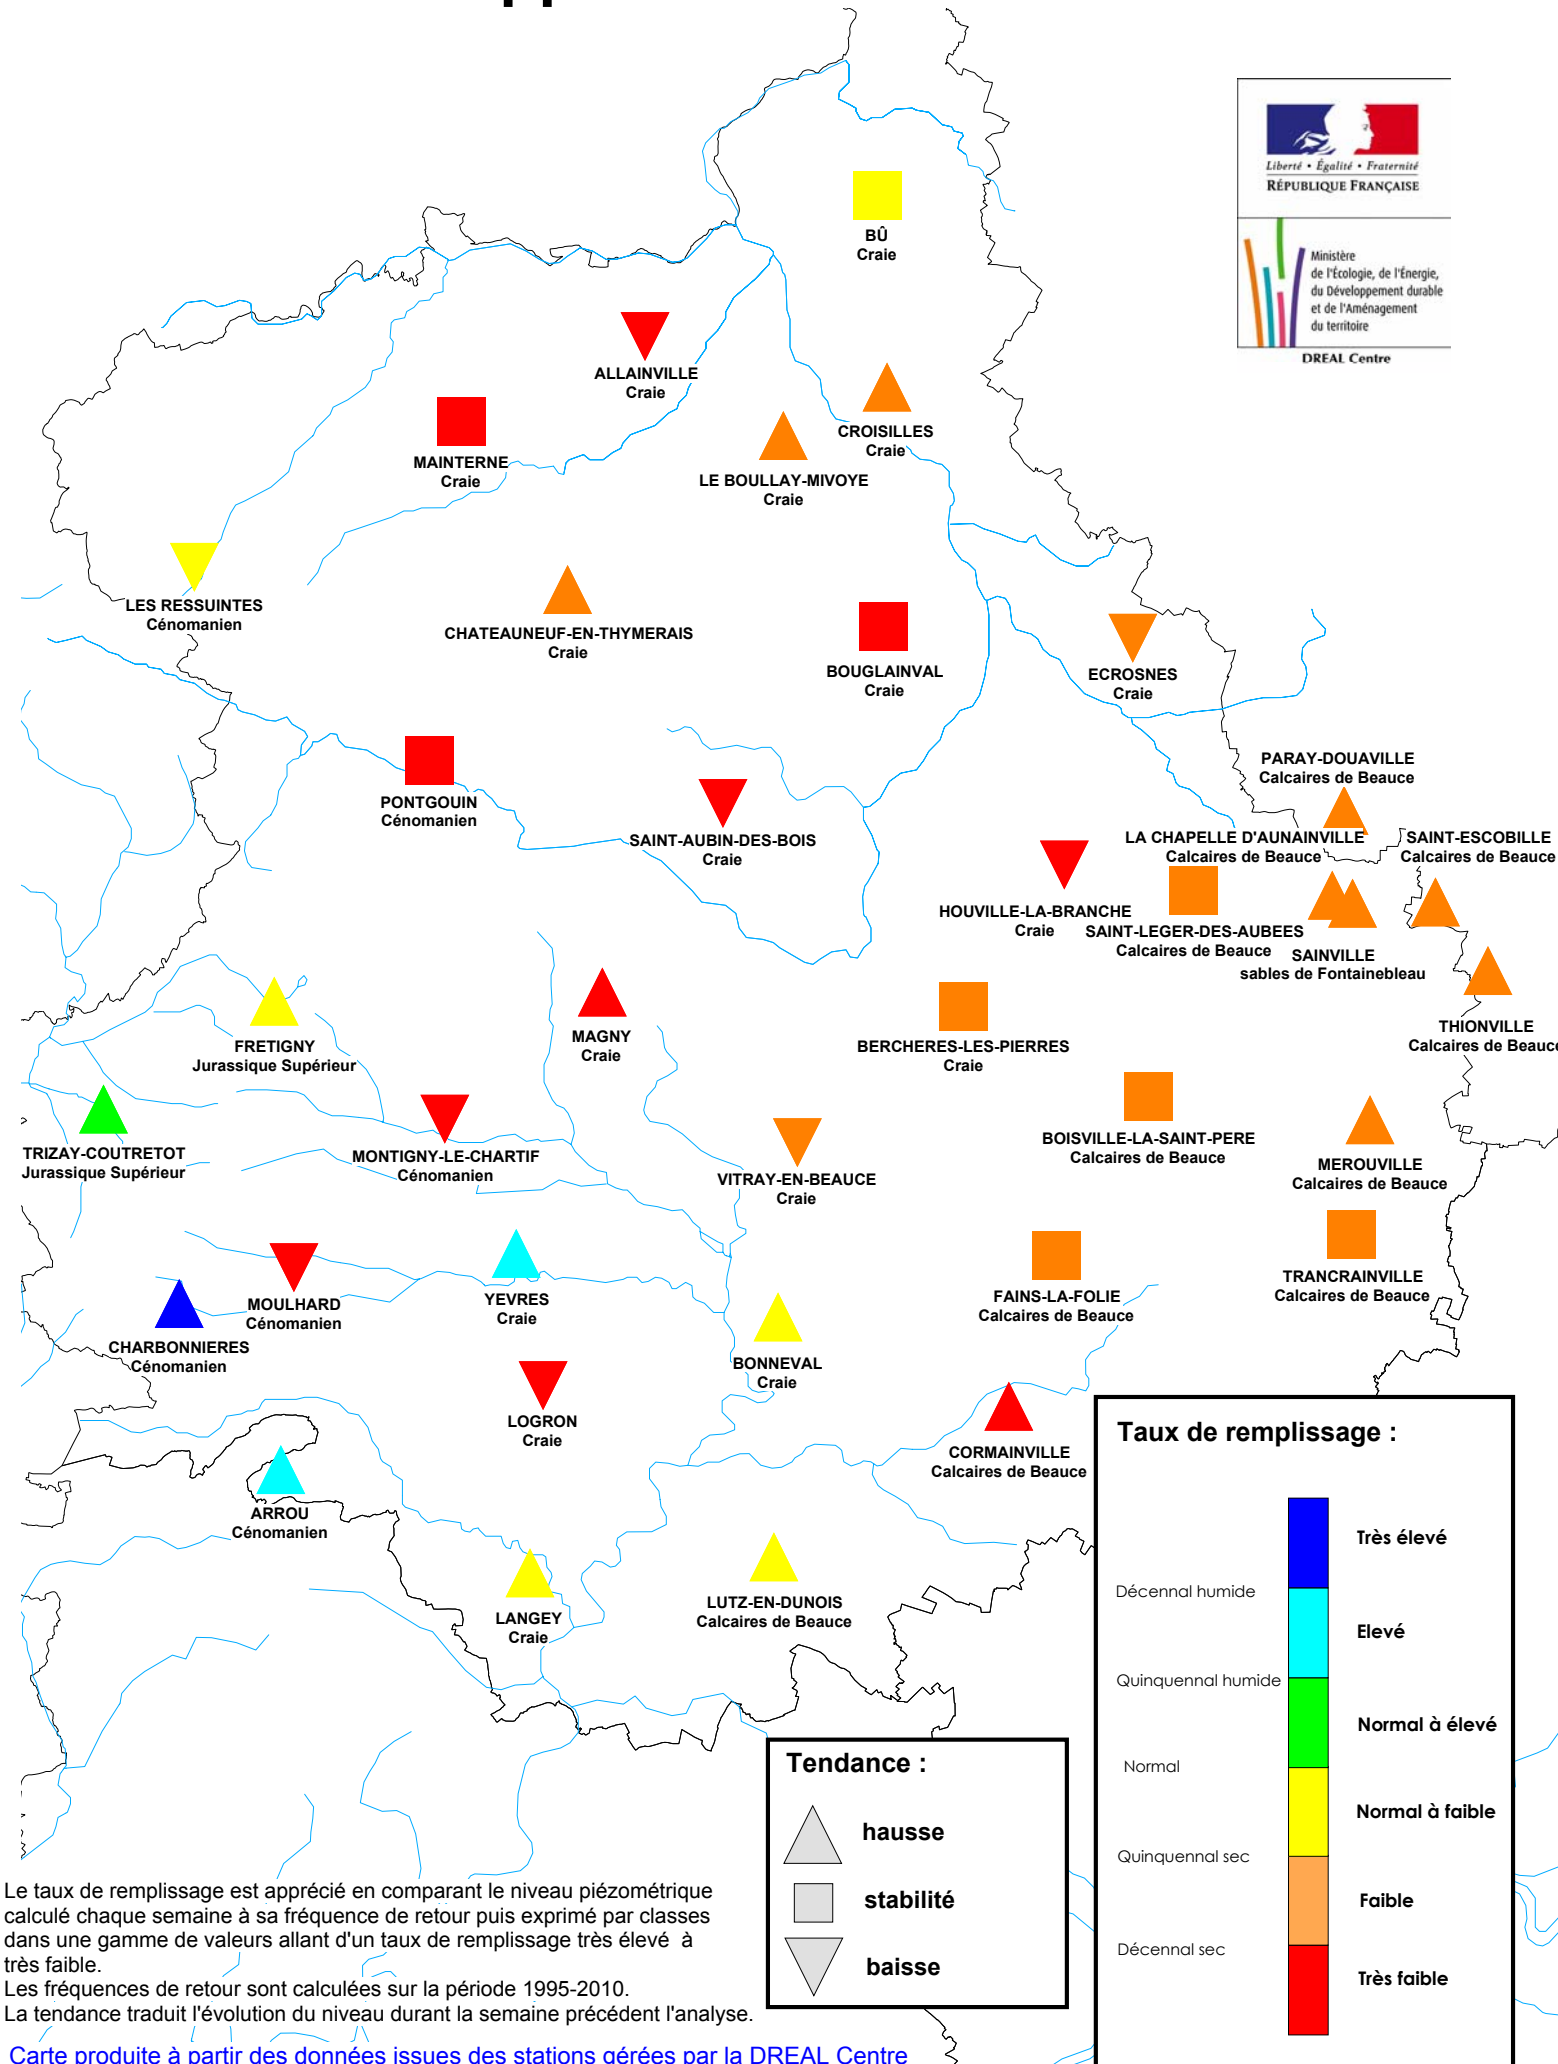 Liberté • Égalité • Fraternité
RÉPUBLIQUE FRANÇAISE
Ministère
de l'Écologie, de l'Énergie,
du Développement durable
et de l'Aménagement
du territoire
DREAL Centre
BÛ
Craie
ALLAINVILLE
Craie
CROISILLES
Craie
MAINTERNE
Craie
LE BOULLAY-MIVOYE
Craie
LES RESSUINTES
Cénomanien
CHATEAUNEUF-EN-THYMERAIS
Craie
BOUGLAINVAL
Craie
ECROSNES
Craie
PARAY-DOUAVILLE
Calcaires de Beauce
PONTGOUIN
Cénomanien
SAINT-AUBIN-DES-BOIS
Craie
LA CHAPELLE D'AUNAINVILLE
Calcaires de Beauce
SAINT-ESCOBILLE
Calcaires de Beauce
HOUVILLE-LA-BRANCHE
Craie
SAINT-LEGER-DES-AUBEES
Calcaires de Beauce
SAINVILLE
sables de Fontainebleau
THIONVILLE
Calcaires de Beauce
FRETIGNY
Jurassique Supérieur
MAGNY
Craie
BERCHERES-LES-PIERRES
Craie
TRIZAY-COUTRETOT
Jurassique Supérieur
MONTIGNY-LE-CHARTIF
Cénomanien
VITRAY-EN-BEAUCE
Craie
BOISVILLE-LA-SAINT-PERE
Calcaires de Beauce
MEROUVILLE
Calcaires de Beauce
TRANCRAINVILLE
Calcaires de Beauce
MOULHARD
Cénomanien
YEVRES
Craie
FAINS-LA-FOLIE
Calcaires de Beauce
CHARBONNIERES
Cénomanien
BONNEVAL
Craie
LOGRON
Craie
CORMAINVILLE
Calcaires de Beauce
ARROU
Cénomanien
LANGEY
Craie
LUTZ-EN-DUNOIS
Calcaires de Beauce
Taux de remplissage :
Très élevé
Décennal humide
Elevé
Quinquennal humide
Normal à élevé
Normal
Normal à faible
Quinquennal sec
Faible
Décennal sec
Très faible
Tendance :
hausse
stabilité
baisse
Le taux de remplissage est apprécié en comparant le niveau piézométrique
calculé chaque semaine à sa fréquence de retour puis exprimé par classes
dans une gamme de valeurs allant d'un taux de remplissage très élevé à
très faible.
Les fréquences de retour sont calculées sur la période 1995-2010.
La tendance traduit l'évolution du niveau durant la semaine précédent l'analyse.
Carte produite à partir des données issues des stations gérées par la DREAL Centre